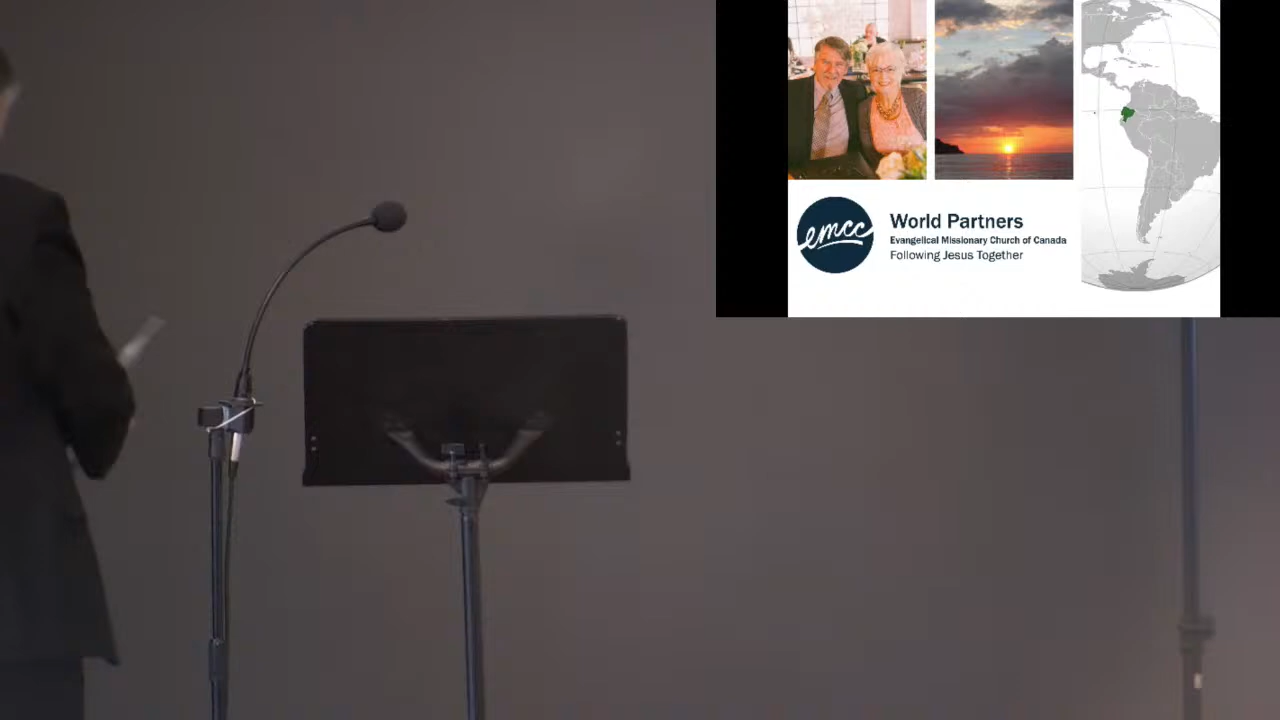 emcc
World Partners
Evangelical Missionary Church of Canada
Following Jesus Together